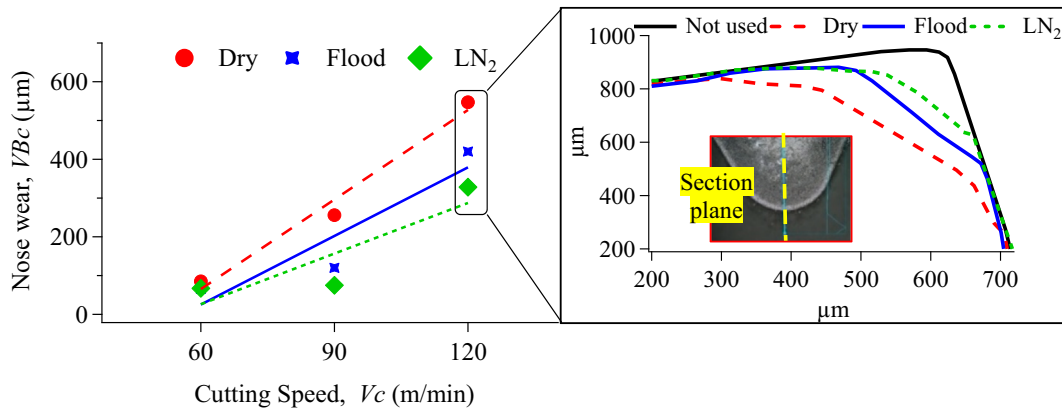 Dry Flood LN₂
Nose wear, VBc (µm)
600
400
200
0
60 90 120
Cutting Speed, Vc (m/min)
Not used Dry Flood LN₂
1000
800
600
400
200
µm
Section
plane
200 300 400 500 600 700
µm